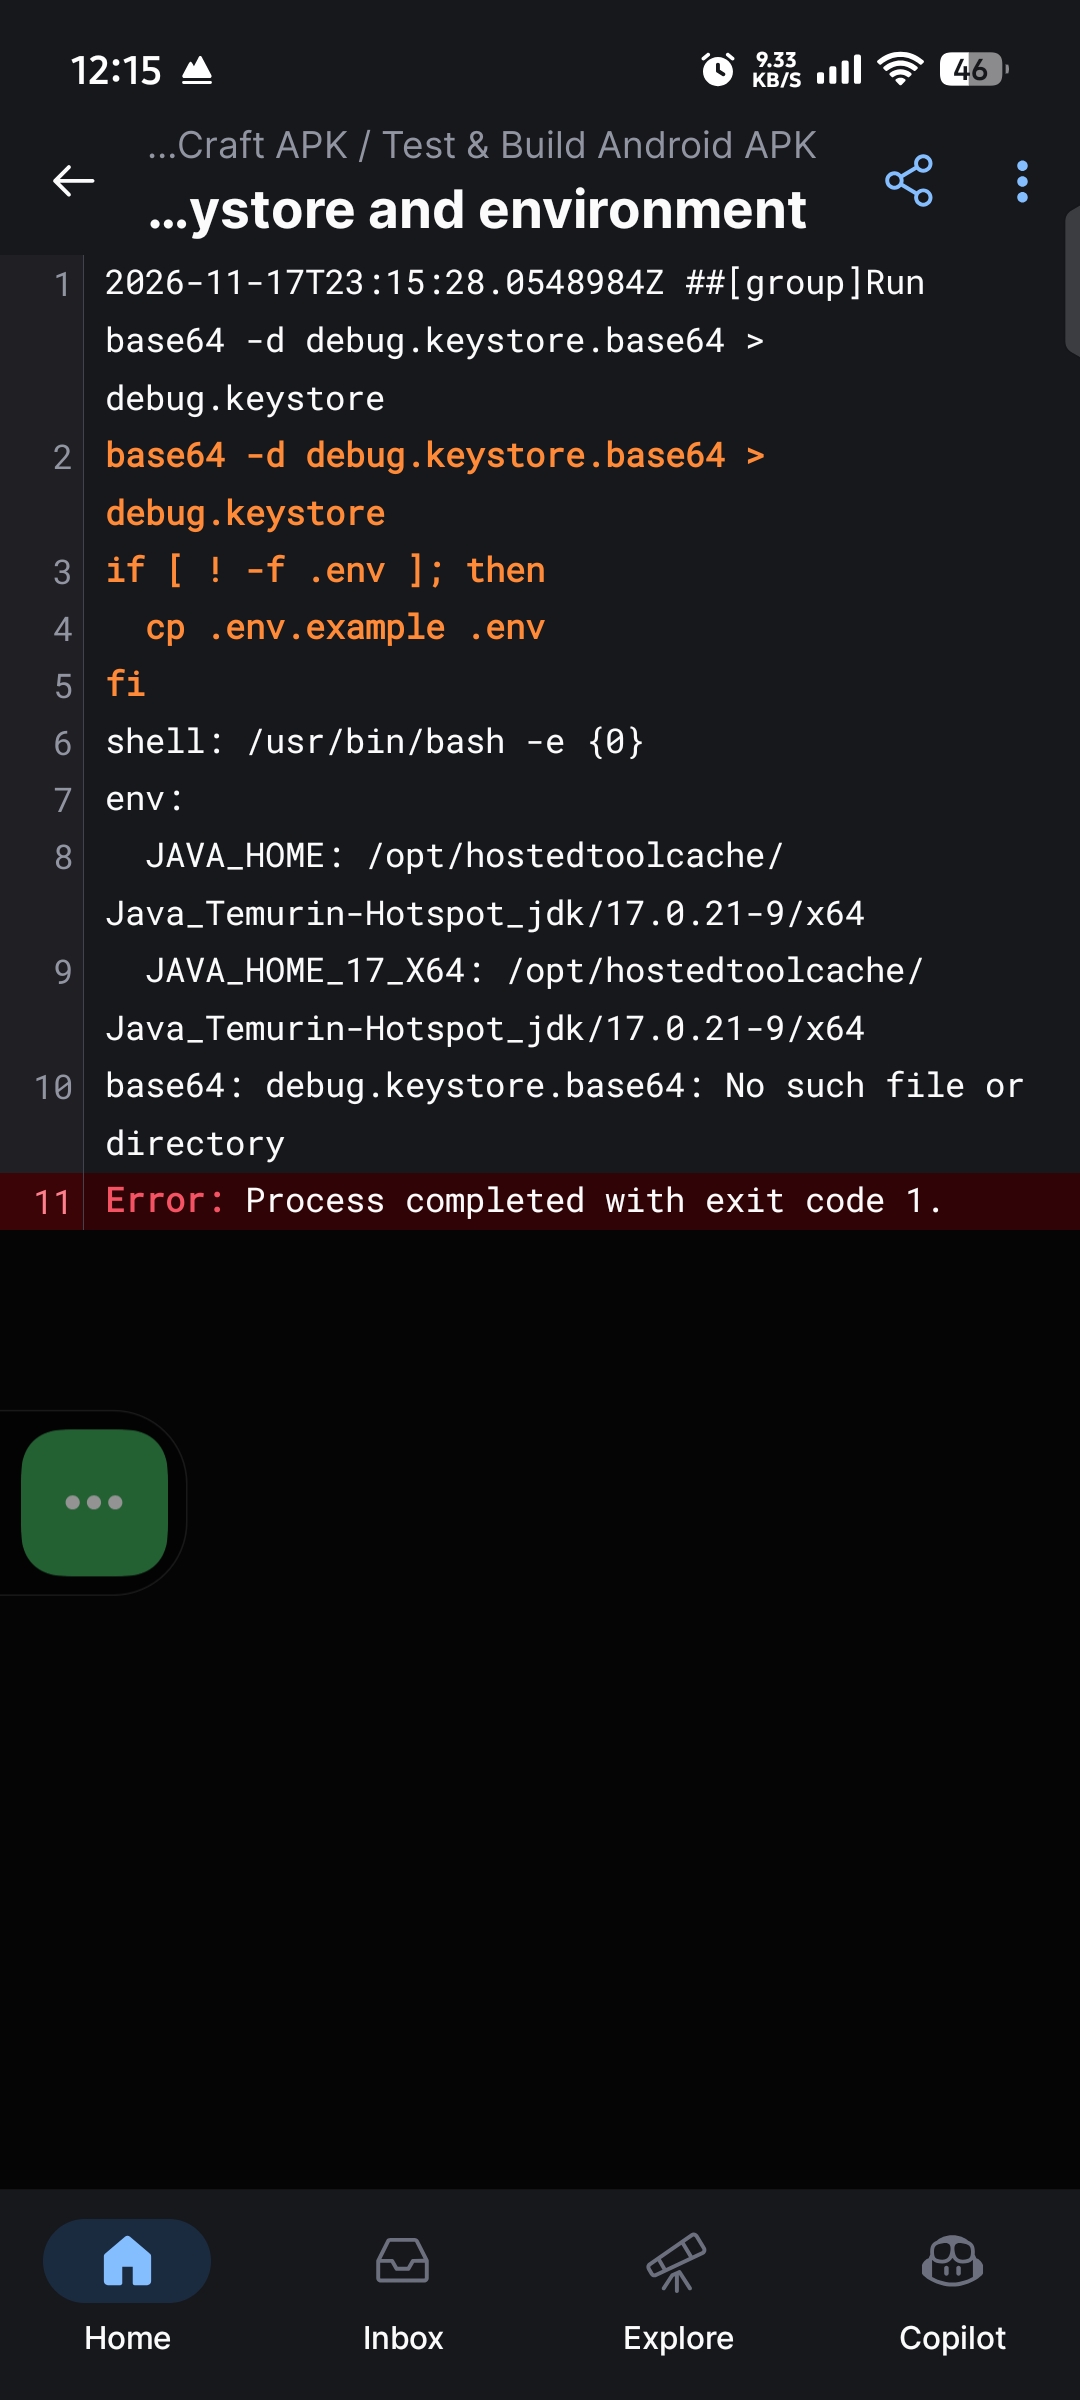 12:15 9.33 KB/S 46
...Craft APK / Test & Build Android APK
...ystore and environment
1 2026-11-17T23:15:28.0548984Z ##[group]Run
base64 -d debug.keystore.base64 >
debug.keystore
2 base64 -d debug.keystore.base64 >
debug.keystore
3 if [ ! -f .env ]; then
4 cp .env.example .env
5 fi
6 shell: /usr/bin/bash -e {0}
7 env:
8 JAVA_HOME: /opt/hostedtoolcache/
Java_Temurin-Hotspot_jdk/17.0.21-9/x64
9 JAVA_HOME_17_X64: /opt/hostedtoolcache/
Java_Temurin-Hotspot_jdk/17.0.21-9/x64
10 base64: debug.keystore.base64: No such file or
directory
11 Error: Process completed with exit code 1.
Home Inbox Explore Copilot